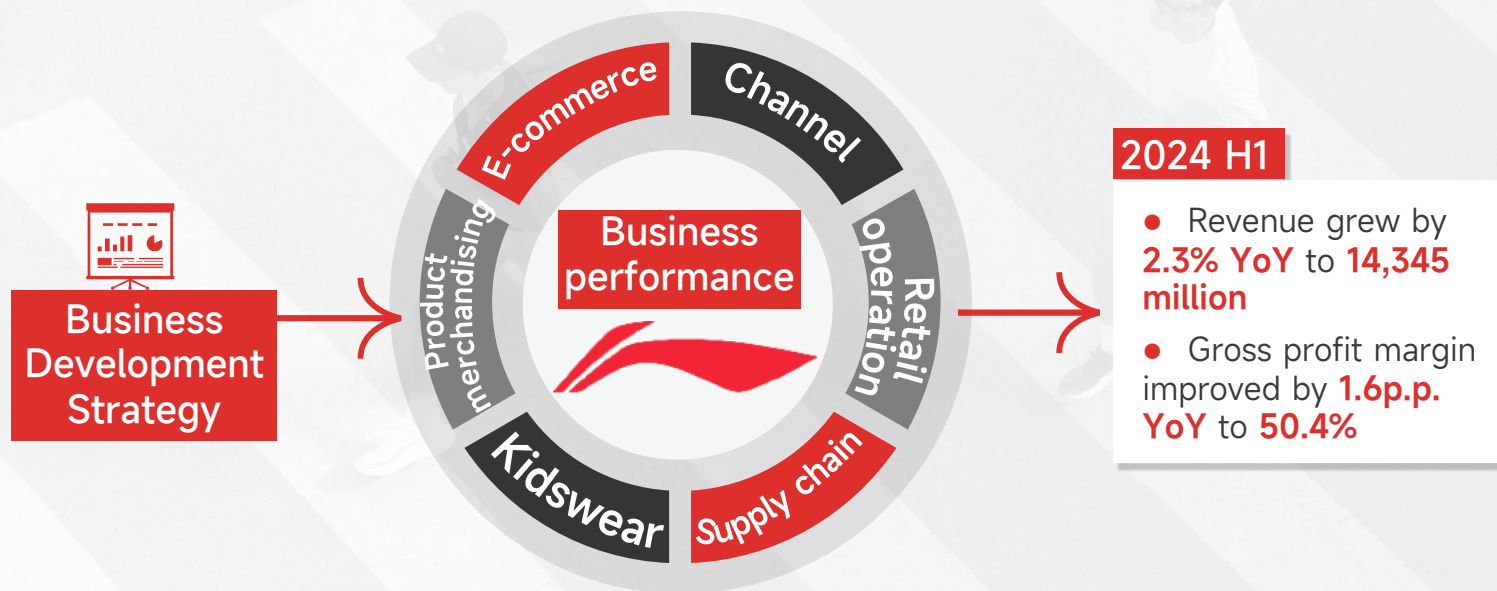 Business
Development
Strategy
E-commerce
Channel
Product
merchandising
Business
performance
Retail
operation
Kidswear
Supply chain
2024 H1
● Revenue grew by
2.3% YoY to 14,345
million
● Gross profit margin
improved by 1.6p.p.
YoY to 50.4%